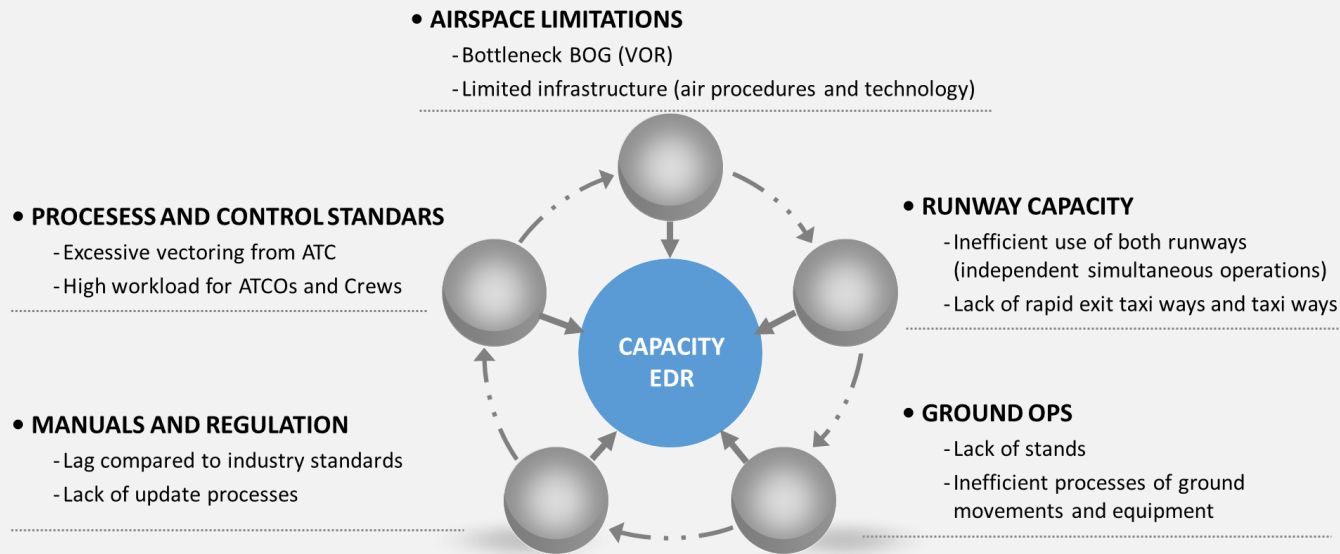 • AIRSPACE LIMITATIONS
- Bottleneck BOG (VOR)
- Limited infrastructure (air procedures and technology)
• PROCESESS AND CONTROL STANDARS
- Excessive vectoring from ATC
- High workload for ATCOs and Crews
• RUNWAY CAPACITY
- Inefficient use of both runways
(independent simultaneous operations)
- Lack of rapid exit taxi ways and taxi ways
CAPACITY
EDR
• MANUALS AND REGULATION
- Lag compared to industry standards
- Lack of update processes
• GROUND OPS
- Lack of stands
- Inefficient processes of ground
movements and equipment